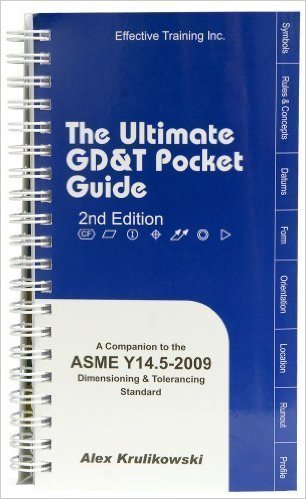 Effective Training Inc.
The Ultimate
GD&T Pocket
Guide
2nd Edition
CF
A Companion to the
ASME Y14.5-2009
Dimensioning & Tolerancing
Standard
Alex Krulikowski
Symbols
Rules & Concepts
Datums
Form
Orientation
Location
Runout
Profile